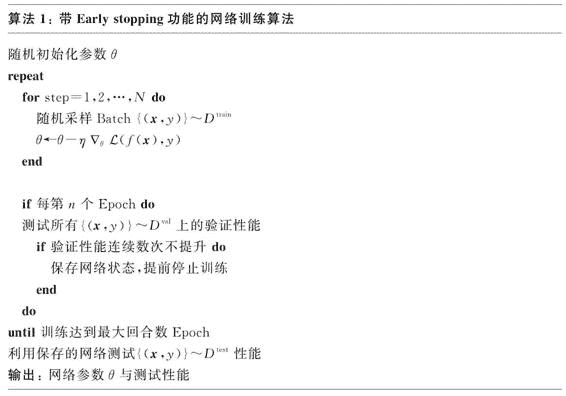 算法 1: 带 Early stopping 功能的网络训练算法
随机初始化参数 θ
repeat
for step=1,2,…,N do
随机采样 Batch {(x,y)}~D^train
θ←θ−η ∇_θ ℒ(f(x),y)
end
if 每第 n 个 Epoch do
测试所有{(x,y)}~D^val 上的验证性能
if 验证性能连续数次不提升 do
保存网络状态,提前停止训练
end
do
until 训练达到最大回合数 Epoch
利用保存的网络测试{(x,y)}~D^test 性能
输出: 网络参数 θ 与测试性能